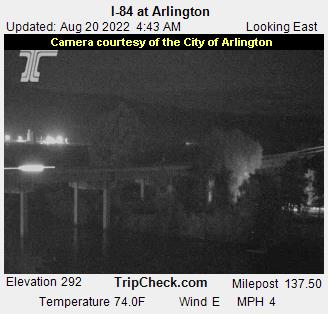 I-84 at Arlington
Updated: Aug 20 2022 4:43 AM Looking East
Camera courtesy of the City of Arlington
Elevation 292 TripCheck.com Milepost 137.50
Temperature 74.0F Wind E MPH 4